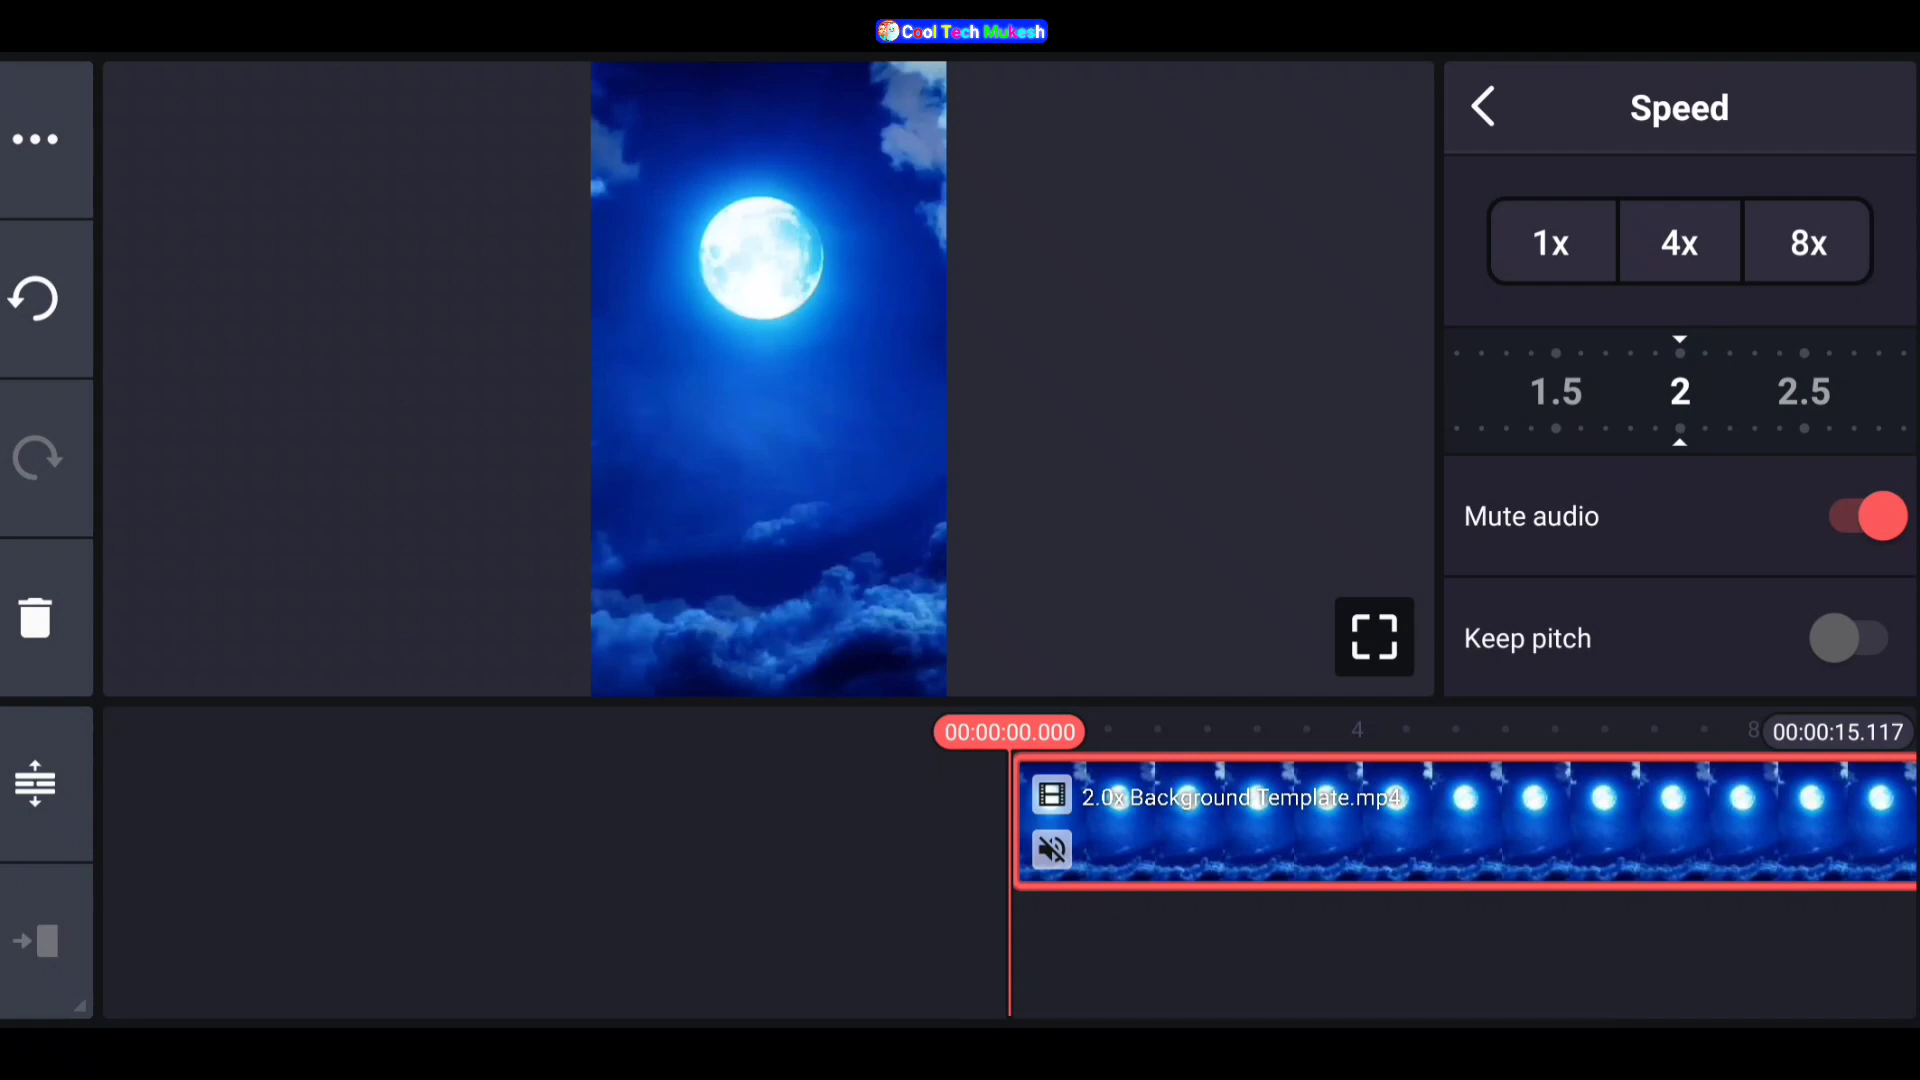 Cool Tech Mukesh
Speed
1x 4x 8x
1.5 2 2.5
Mute audio
Keep pitch
00:00:00.000 4 8 00:00:15.117
2.0x Background Template.mp4